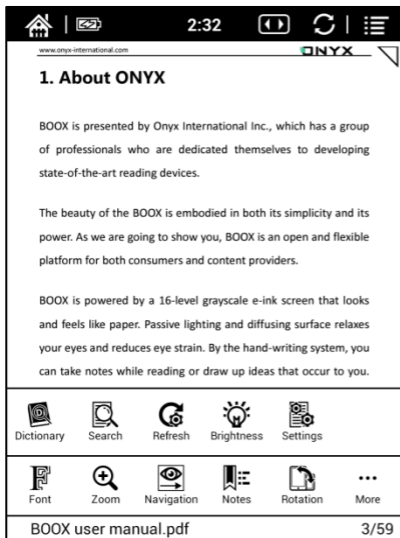 2:32
www.onyx-international.com
ONYX
1. About ONYX
BOOX is presented by Onyx International Inc., which has a group
of professionals who are dedicated themselves to developing
state-of-the-art reading devices.
The beauty of the BOOX is embodied in both its simplicity and its
power. As we are going to show you, BOOX is an open and flexible
platform for both consumers and content providers.
BOOX is powered by a 16-level grayscale e-ink screen that looks
and feels like paper. Passive lighting and diffusing surface relaxes
your eyes and reduces eye strain. By the hand-writing system, you
can take notes while reading or draw up ideas that occur to you.
Dictionary Search Refresh Brightness Settings
Font Zoom Navigation Notes Rotation More
BOOX user manual.pdf 3/59